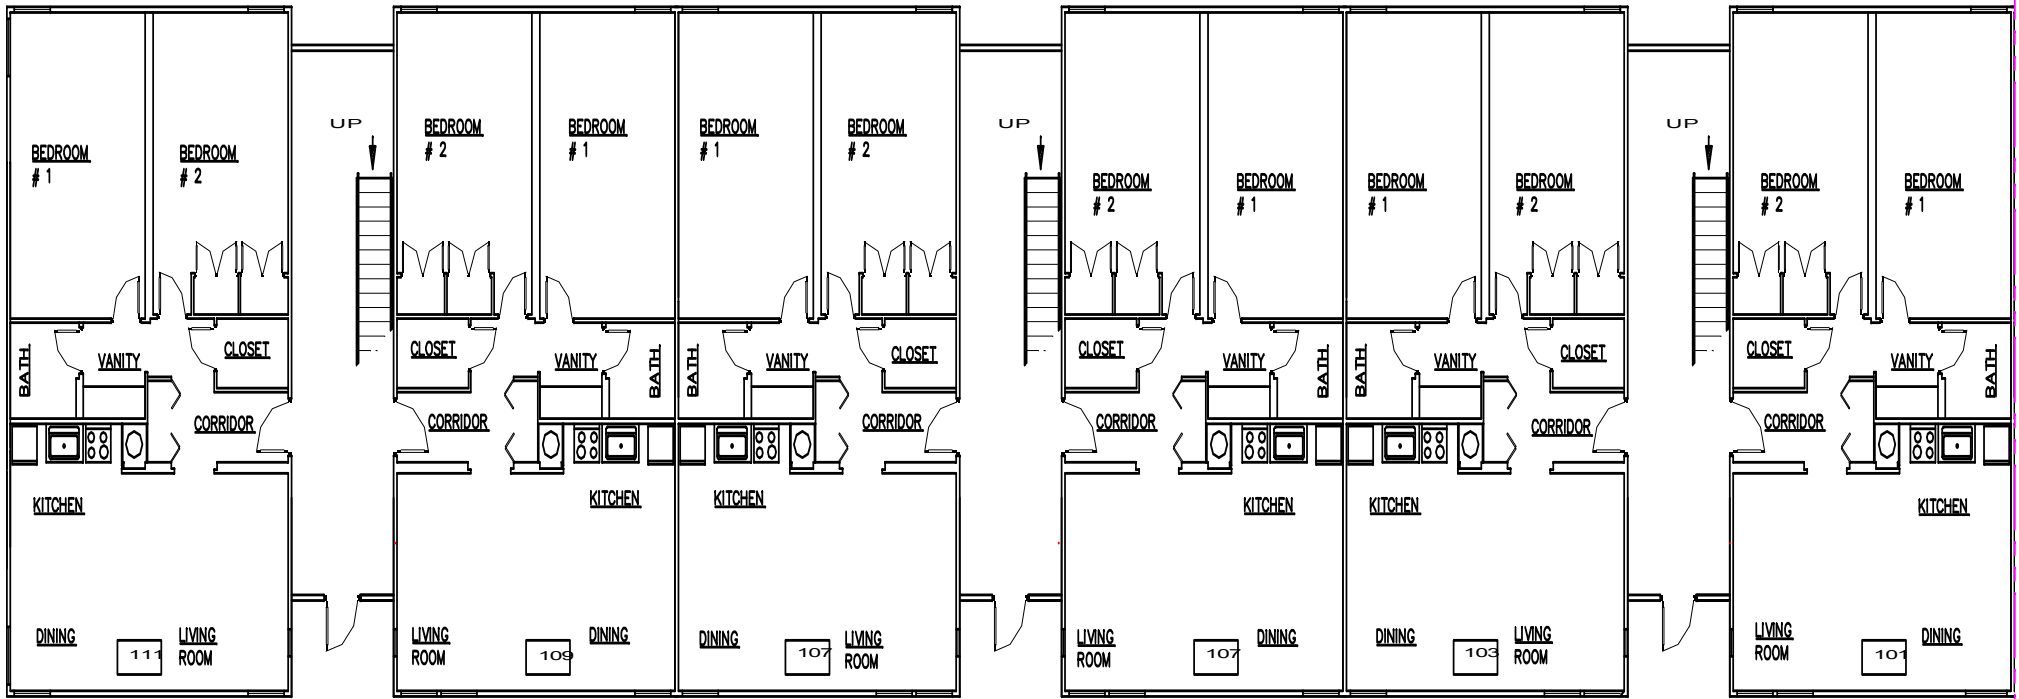 UP
UP
UP
BEDROOM
# 1
BEDROOM
# 2
BEDROOM
# 2
BEDROOM
# 1
BEDROOM
# 1
BEDROOM
# 2
BEDROOM
# 2
BEDROOM
# 1
BEDROOM
# 1
BEDROOM
# 2
BEDROOM
# 2
BEDROOM
# 1
BATH
VANITY
CLOSET
CLOSET
VANITY
BATH
BATH
VANITY
CLOSET
CLOSET
VANITY
BATH
BATH
VANITY
CLOSET
CLOSET
VANITY
BATH
CORRIDOR
CORRIDOR
CORRIDOR
CORRIDOR
CORRIDOR
CORRIDOR
KITCHEN
KITCHEN
KITCHEN
KITCHEN
KITCHEN
KITCHEN
DINING
111
LIVING
ROOM
LIVING
ROOM
109
DINING
DINING
107
LIVING
ROOM
LIVING
ROOM
107
DINING
DINING
103
LIVING
ROOM
LIVING
ROOM
101
DINING